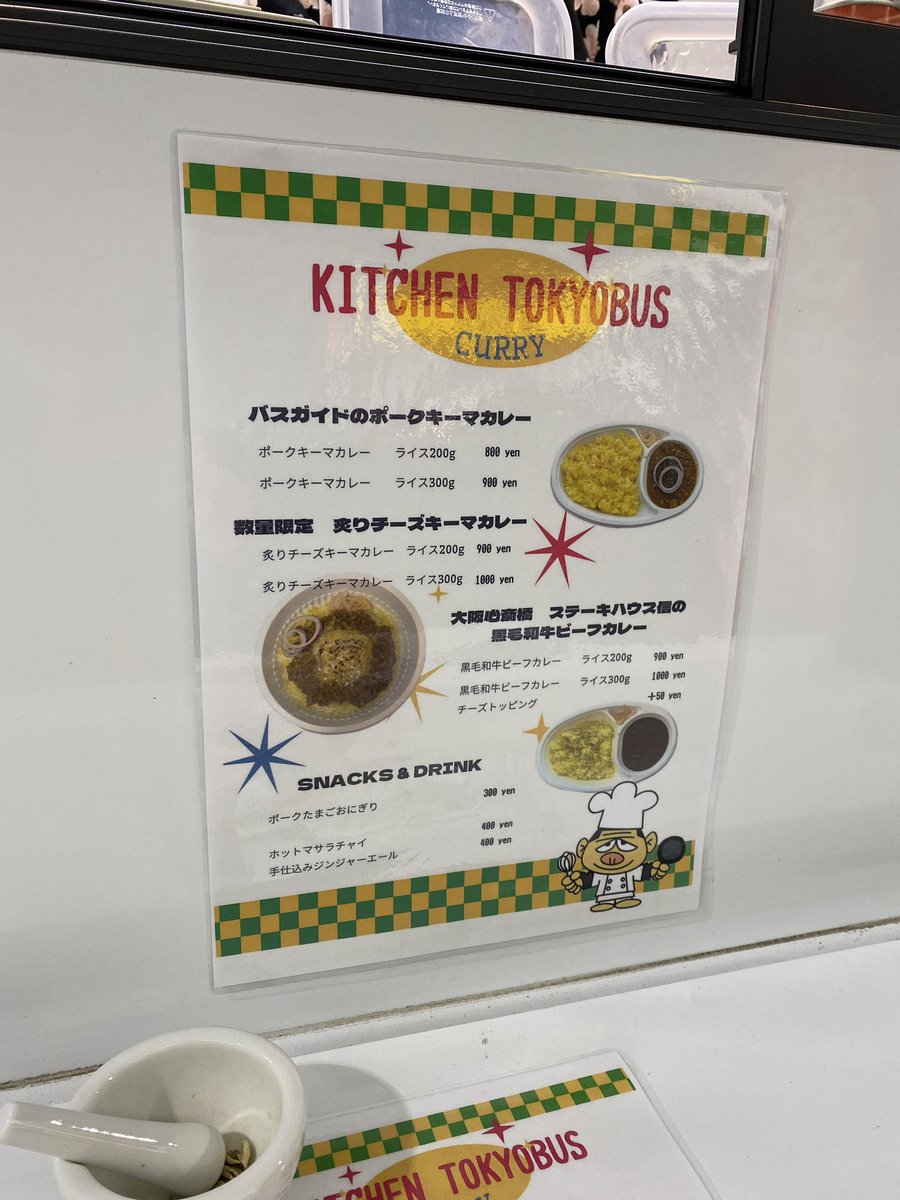 KITCHEN TOKYOBUS
CURRY
バスガイドのポークキーマカレー
ポークキーマカレー ライス200g 800 yen
ポークキーマカレー ライス300g 900 yen
数量限定 炙りチーズキーマカレー
炙りチーズキーマカレー ライス200g 900 yen
炙りチーズキーマカレー ライス300g 1000 yen
大阪心斎橋 ステーキハウス信の
黒毛和牛ビーフカレー
黒毛和牛ビーフカレー ライス200g 900 yen
黒毛和牛ビーフカレー ライス300g 1000 yen
チーズトッピング +50 yen
SNACKS & DRINK
ポークたまごおにぎり 300 yen
ホットマサラチャイ 400 yen
手仕込みジンジャーエール 400 yen
KITCHEN TOKYOBUS